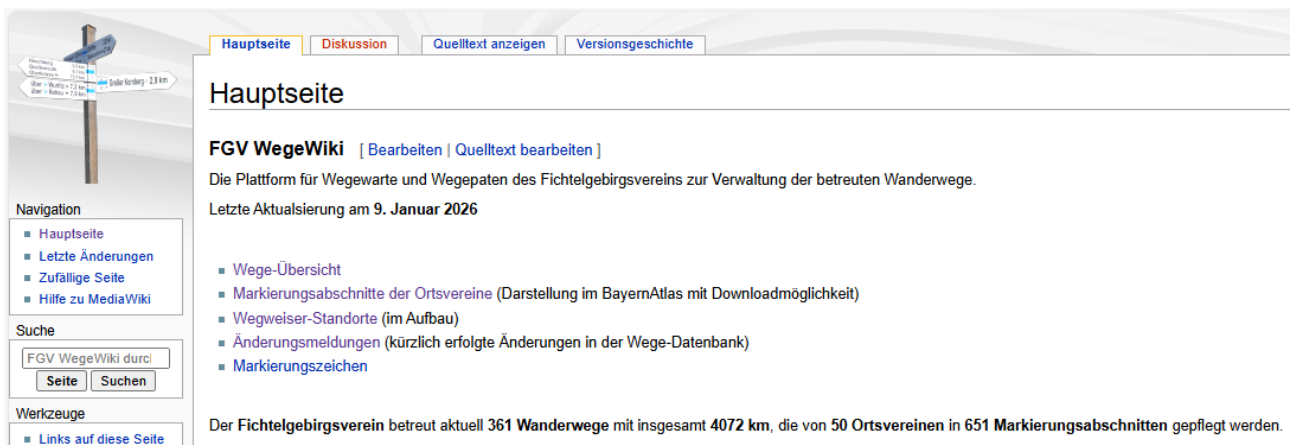 Hauptseite
Diskussion
Quelltext anzeigen
Versionsgeschichte
Großer Kornberg - 2,9 km
Hauptseite
FGV WegeWiki [ Bearbeiten | Quelltext bearbeiten ]
Die Plattform für Wegewarte und Wegepaten des Fichtelgebirgsvereins zur Verwaltung der betreuten Wanderwege.
Letzte Aktualsierung am 9. Januar 2026
Navigation
Hauptseite
Letzte Änderungen
Zufällige Seite
Hilfe zu MediaWiki
Suche
FGV WegeWiki durc
Seite
Suchen
Werkzeuge
Links auf diese Seite
Wege-Übersicht
Markierungsabschnitte der Ortsvereine (Darstellung im BayernAtlas mit Downloadmöglichkeit)
Wegweiser-Standorte (im Aufbau)
Änderungsmeldungen (kürzlich erfolgte Änderungen in der Wege-Datenbank)
Markierungszeichen
Der Fichtelgebirgsverein betreut aktuell 361 Wanderwege mit insgesamt 4072 km, die von 50 Ortsvereinen in 651 Markierungsabschnitten gepflegt werden.